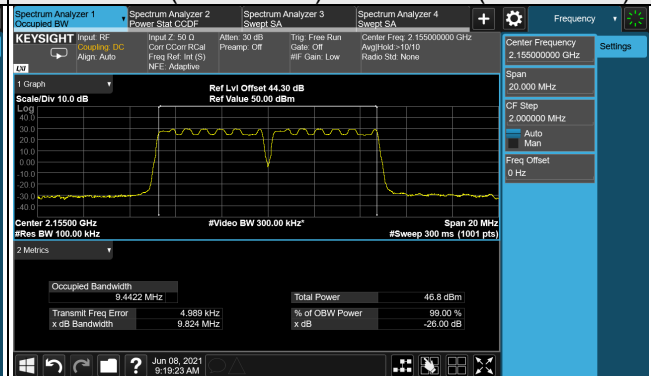 Spectrum Analyzer 1
Occupied BW
Spectrum Analyzer 2
Power Stat CCDF
Spectrum Analyzer 3
Swept SA
Spectrum Analyzer 4
Swept SA
+
Frequency
KEYSIGHT
LXI
Input: RF
Coupling: DC
Align: Auto
Input Z: 50 Ω
Corr CCorr RCal
Freq Ref: Int (S)
NFE: Adaptive
Atten: 30 dB
Preamp: Off
Trig: Free Run
Gate: Off
#IF Gain: Low
Center Freq: 2.155000000 GHz
Avg|Hold:>10/10
Radio Std: None
Center Frequency
2.155000000 GHz
Settings
Span
20.000 MHz
CF Step
2.000000 MHz
Auto
Man
Freq Offset
0 Hz
1 Graph
Scale/Div 10.0 dB
Ref Lvl Offset 44.30 dB
Ref Value 50.00 dBm
Log
40.0
30.0
20.0
10.0
0.00
-10.0
-20.0
-30.0
-40.0
Center 2.15500 GHz
#Res BW 100.00 kHz
#Video BW 300.00 kHz*
Span 20 MHz
#Sweep 300 ms (1001 pts)
2 Metrics
Occupied Bandwidth
9.4422 MHz
Total Power
46.8 dBm
Transmit Freq Error
4.989 kHz
% of OBW Power
99.00 %
x dB Bandwidth
9.824 MHz
x dB
-26.00 dB
?
Jun 08, 2021
9:19:23 AM